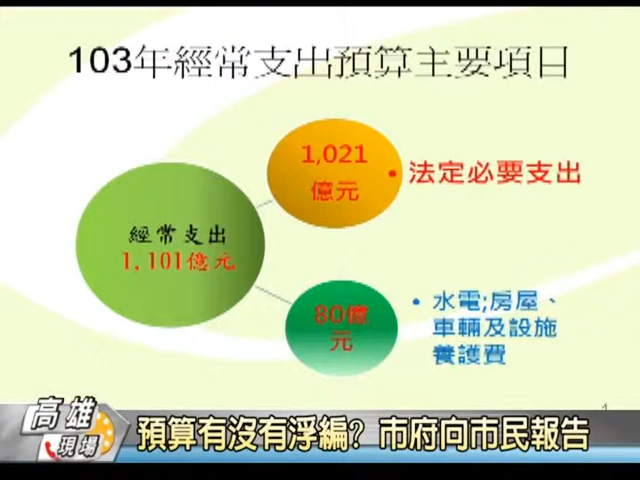 103年經常支出預算主要項目
1,021
億元
• 法定必要支出
經常支出
1,101億元
80億
元
• 水電;房屋、
車輛及設施
養護費
1
高雄
現場
預算有沒有浮編? 市府向市民報告